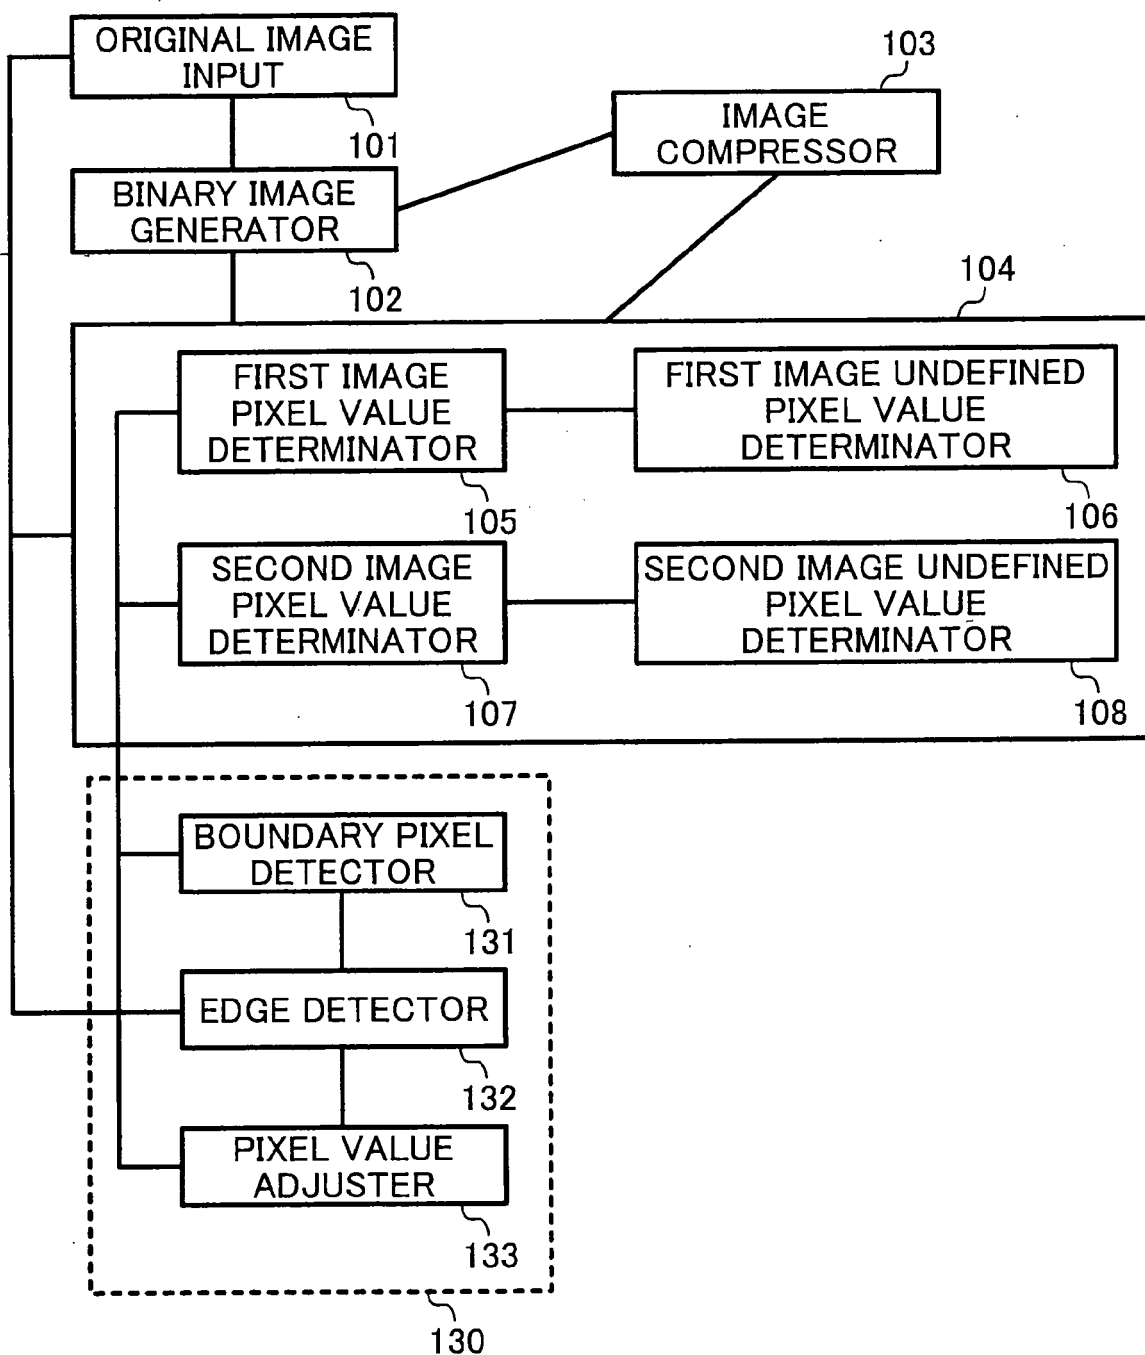 ORIGINAL IMAGE
INPUT
101
103
IMAGE
COMPRESSOR
BINARY IMAGE
GENERATOR
102
104
FIRST IMAGE
PIXEL VALUE
DETERMINATOR
105
FIRST IMAGE UNDEFINED
PIXEL VALUE
DETERMINATOR
106
SECOND IMAGE
PIXEL VALUE
DETERMINATOR
107
SECOND IMAGE UNDEFINED
PIXEL VALUE
DETERMINATOR
108
BOUNDARY PIXEL
DETECTOR
131
EDGE DETECTOR
132
PIXEL VALUE
ADJUSTER
133
130